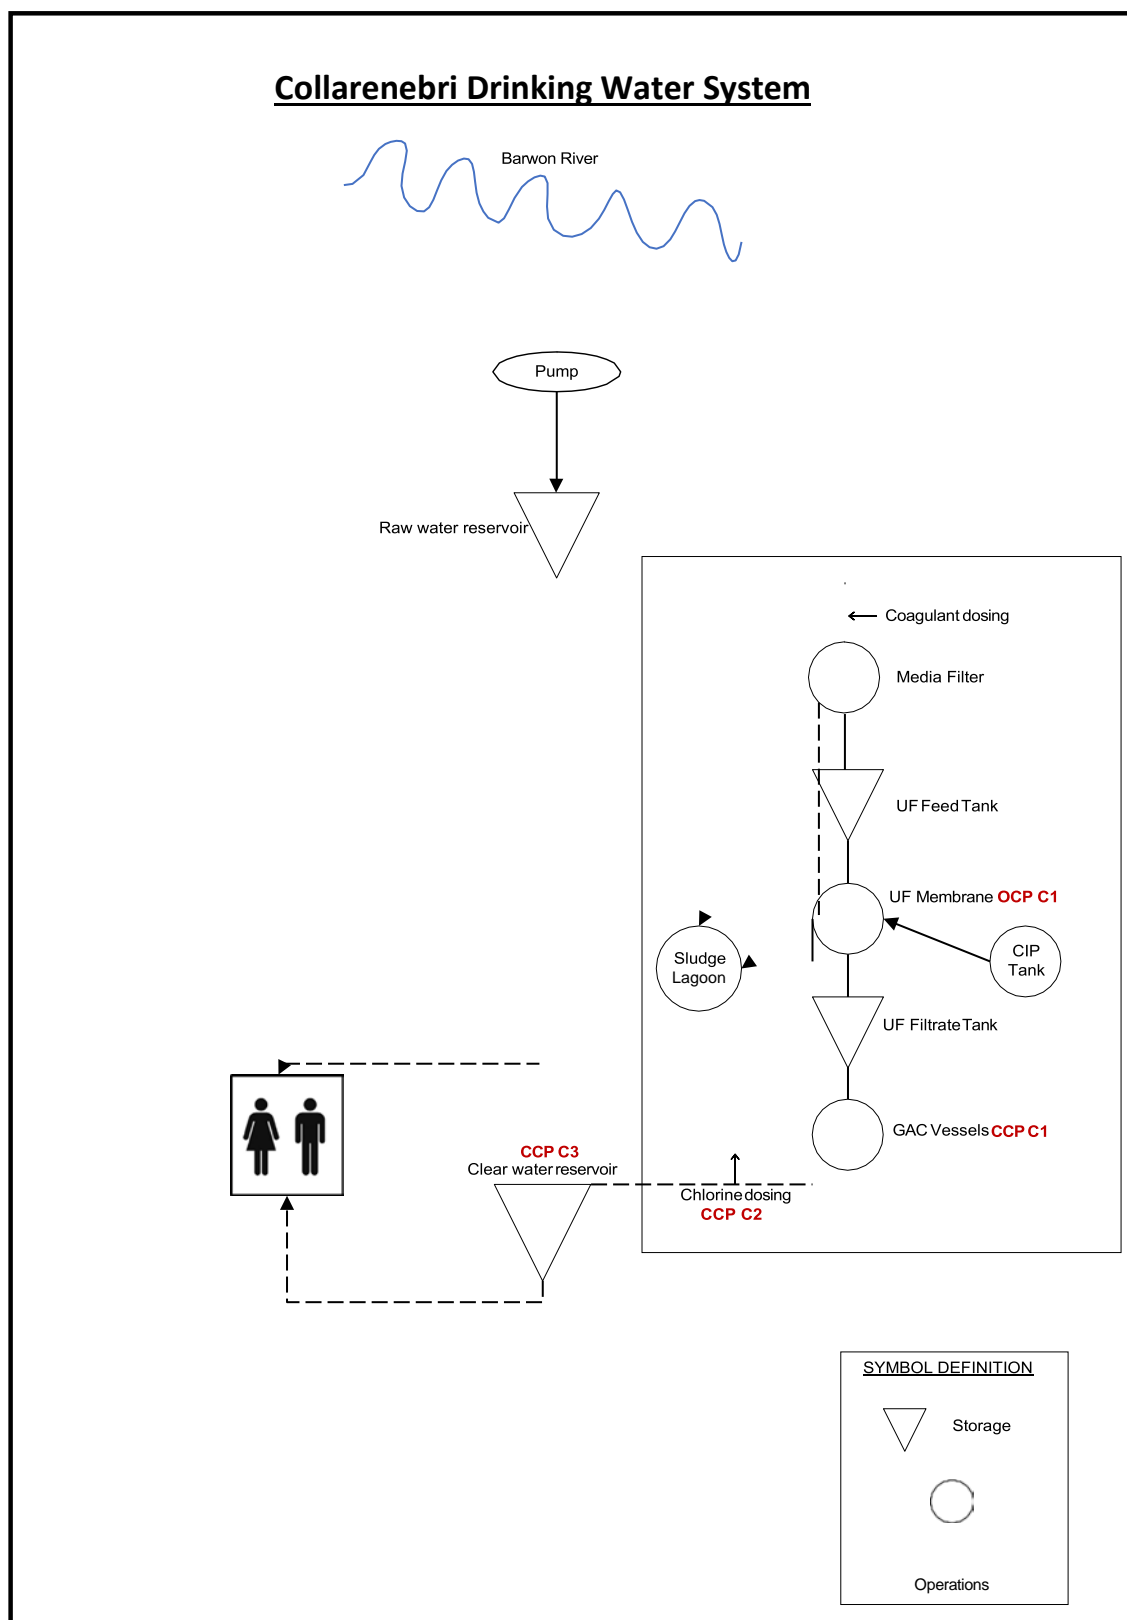 Collarenebri Drinking Water System
Barwon River
Pump
Raw water reservoir
Coagulant dosing
Media Filter
UF Feed Tank
UF Membrane OCP C1
CIP
Tank
Sludge
Lagoon
UF Filtrate Tank
GAC Vessels CCP C1
CCP C3
Clear water reservoir
Chlorine dosing
CCP C2
SYMBOL DEFINITION
Storage
Operations